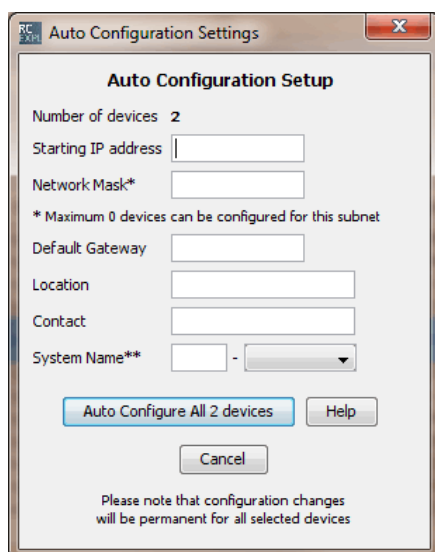 RC
EXPL
Auto Configuration Settings
X
Auto Configuration Setup
Number of devices 2
Starting IP address
Network Mask*
* Maximum 0 devices can be configured for this subnet
Default Gateway
Location
Contact
System Name**
-
Auto Configure All 2 devices Help
Cancel
Please note that configuration changes
will be permanent for all selected devices